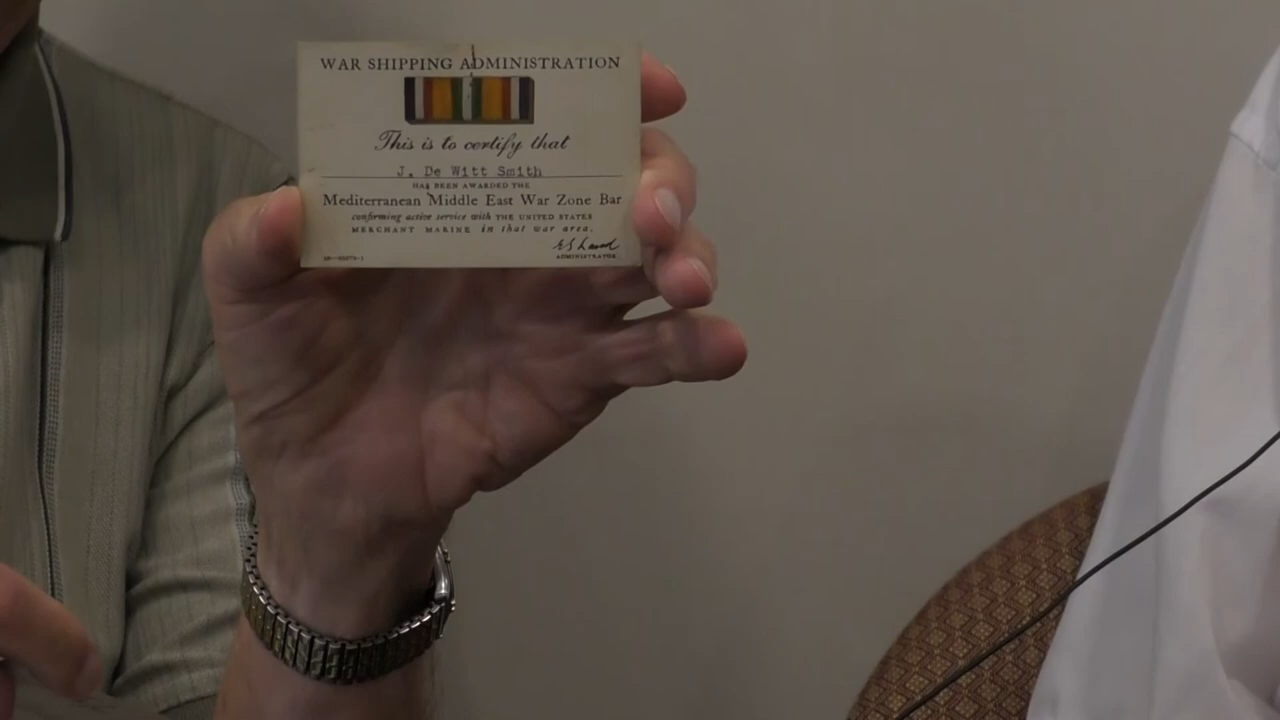 WAR SHIPPING ADMINISTRATION
This is to certify that
J. De Witt Smith
HAS BEEN AWARDED THE
Mediterranean Middle East War Zone Bar
confirming active service with THE UNITED STATES
MERCHANT MARINE in that war area.
ADMINISTRATOR